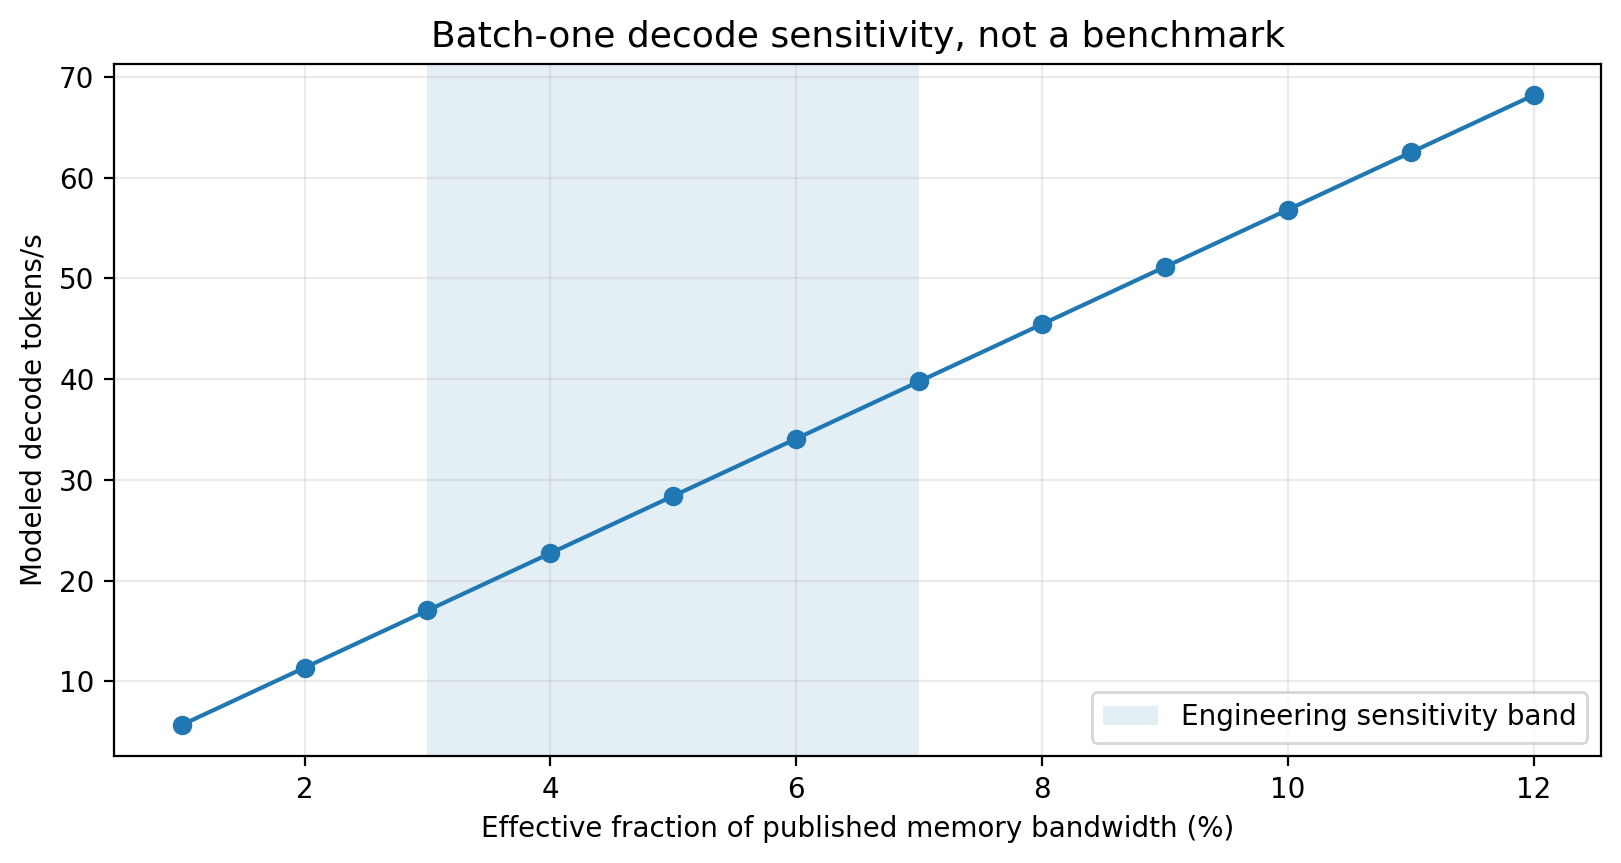 Batch-one decode sensitivity, not a benchmark
Modeled decode tokens/s
70
60
50
40
30
20
10
Engineering sensitivity band
2 4 6 8 10 12
Effective fraction of published memory bandwidth (%)